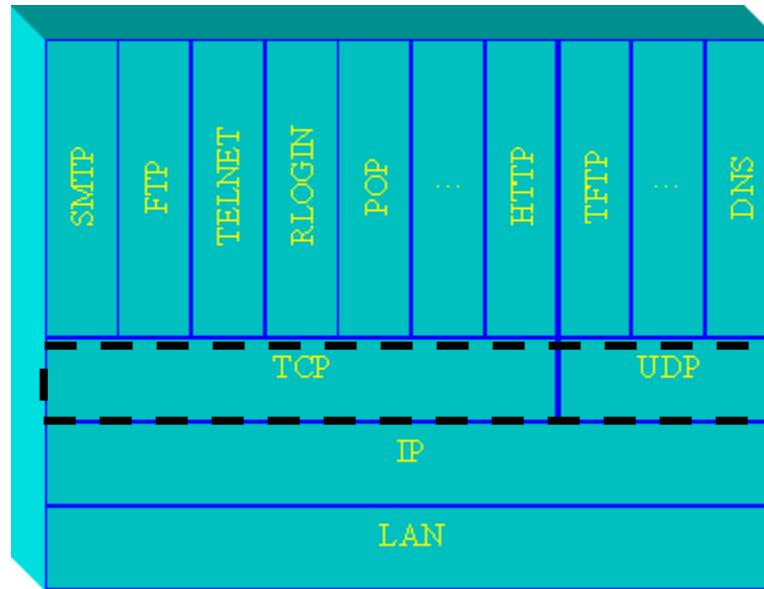 SMTP
FTP
TELNET
RLOGIN
POP
...
HTTP
TFTP
...
DNS
TCP
UDP
IP
LAN